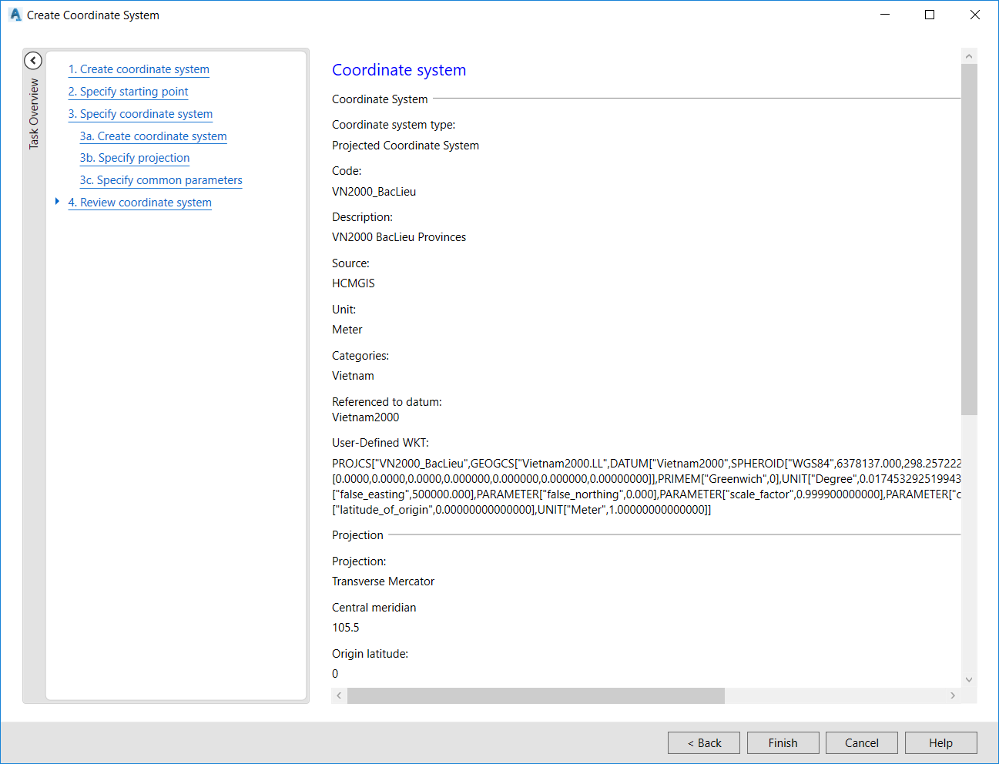 Create Coordinate System
Task Overview
1. Create coordinate system
2. Specify starting point
3. Specify coordinate system
3a. Create coordinate system
3b. Specify projection
3c. Specify common parameters
4. Review coordinate system
Coordinate system
Coordinate System
Coordinate system type:
Projected Coordinate System
Code:
VN2000_BacLieu
Description:
VN2000 BacLieu Provinces
Source:
HCMGIS
Unit:
Meter
Categories:
Vietnam
Referenced to datum:
Vietnam2000
User-Defined WKT:
PROJCS["VN2000_BacLieu",GEOGCS["Vietnam2000.LL",DATUM["Vietnam2000",SPHEROID["WGS84",6378137.000,298.257222
[0.0000,0.0000,0.0000,0.000000,0.000000,0.000000,0.00000000]],PRIMEM["Greenwich",0],UNIT["Degree",0.017453292519943
["false_easting",500000.000],PARAMETER["false_northing",0.000],PARAMETER["scale_factor",0.999900000000],PARAMETER["c
["latitude_of_origin",0.00000000000000],UNIT["Meter",1.00000000000000]]
Projection
Projection:
Transverse Mercator
Central meridian
105.5
Origin latitude:
0
< Back
Finish
Cancel
Help